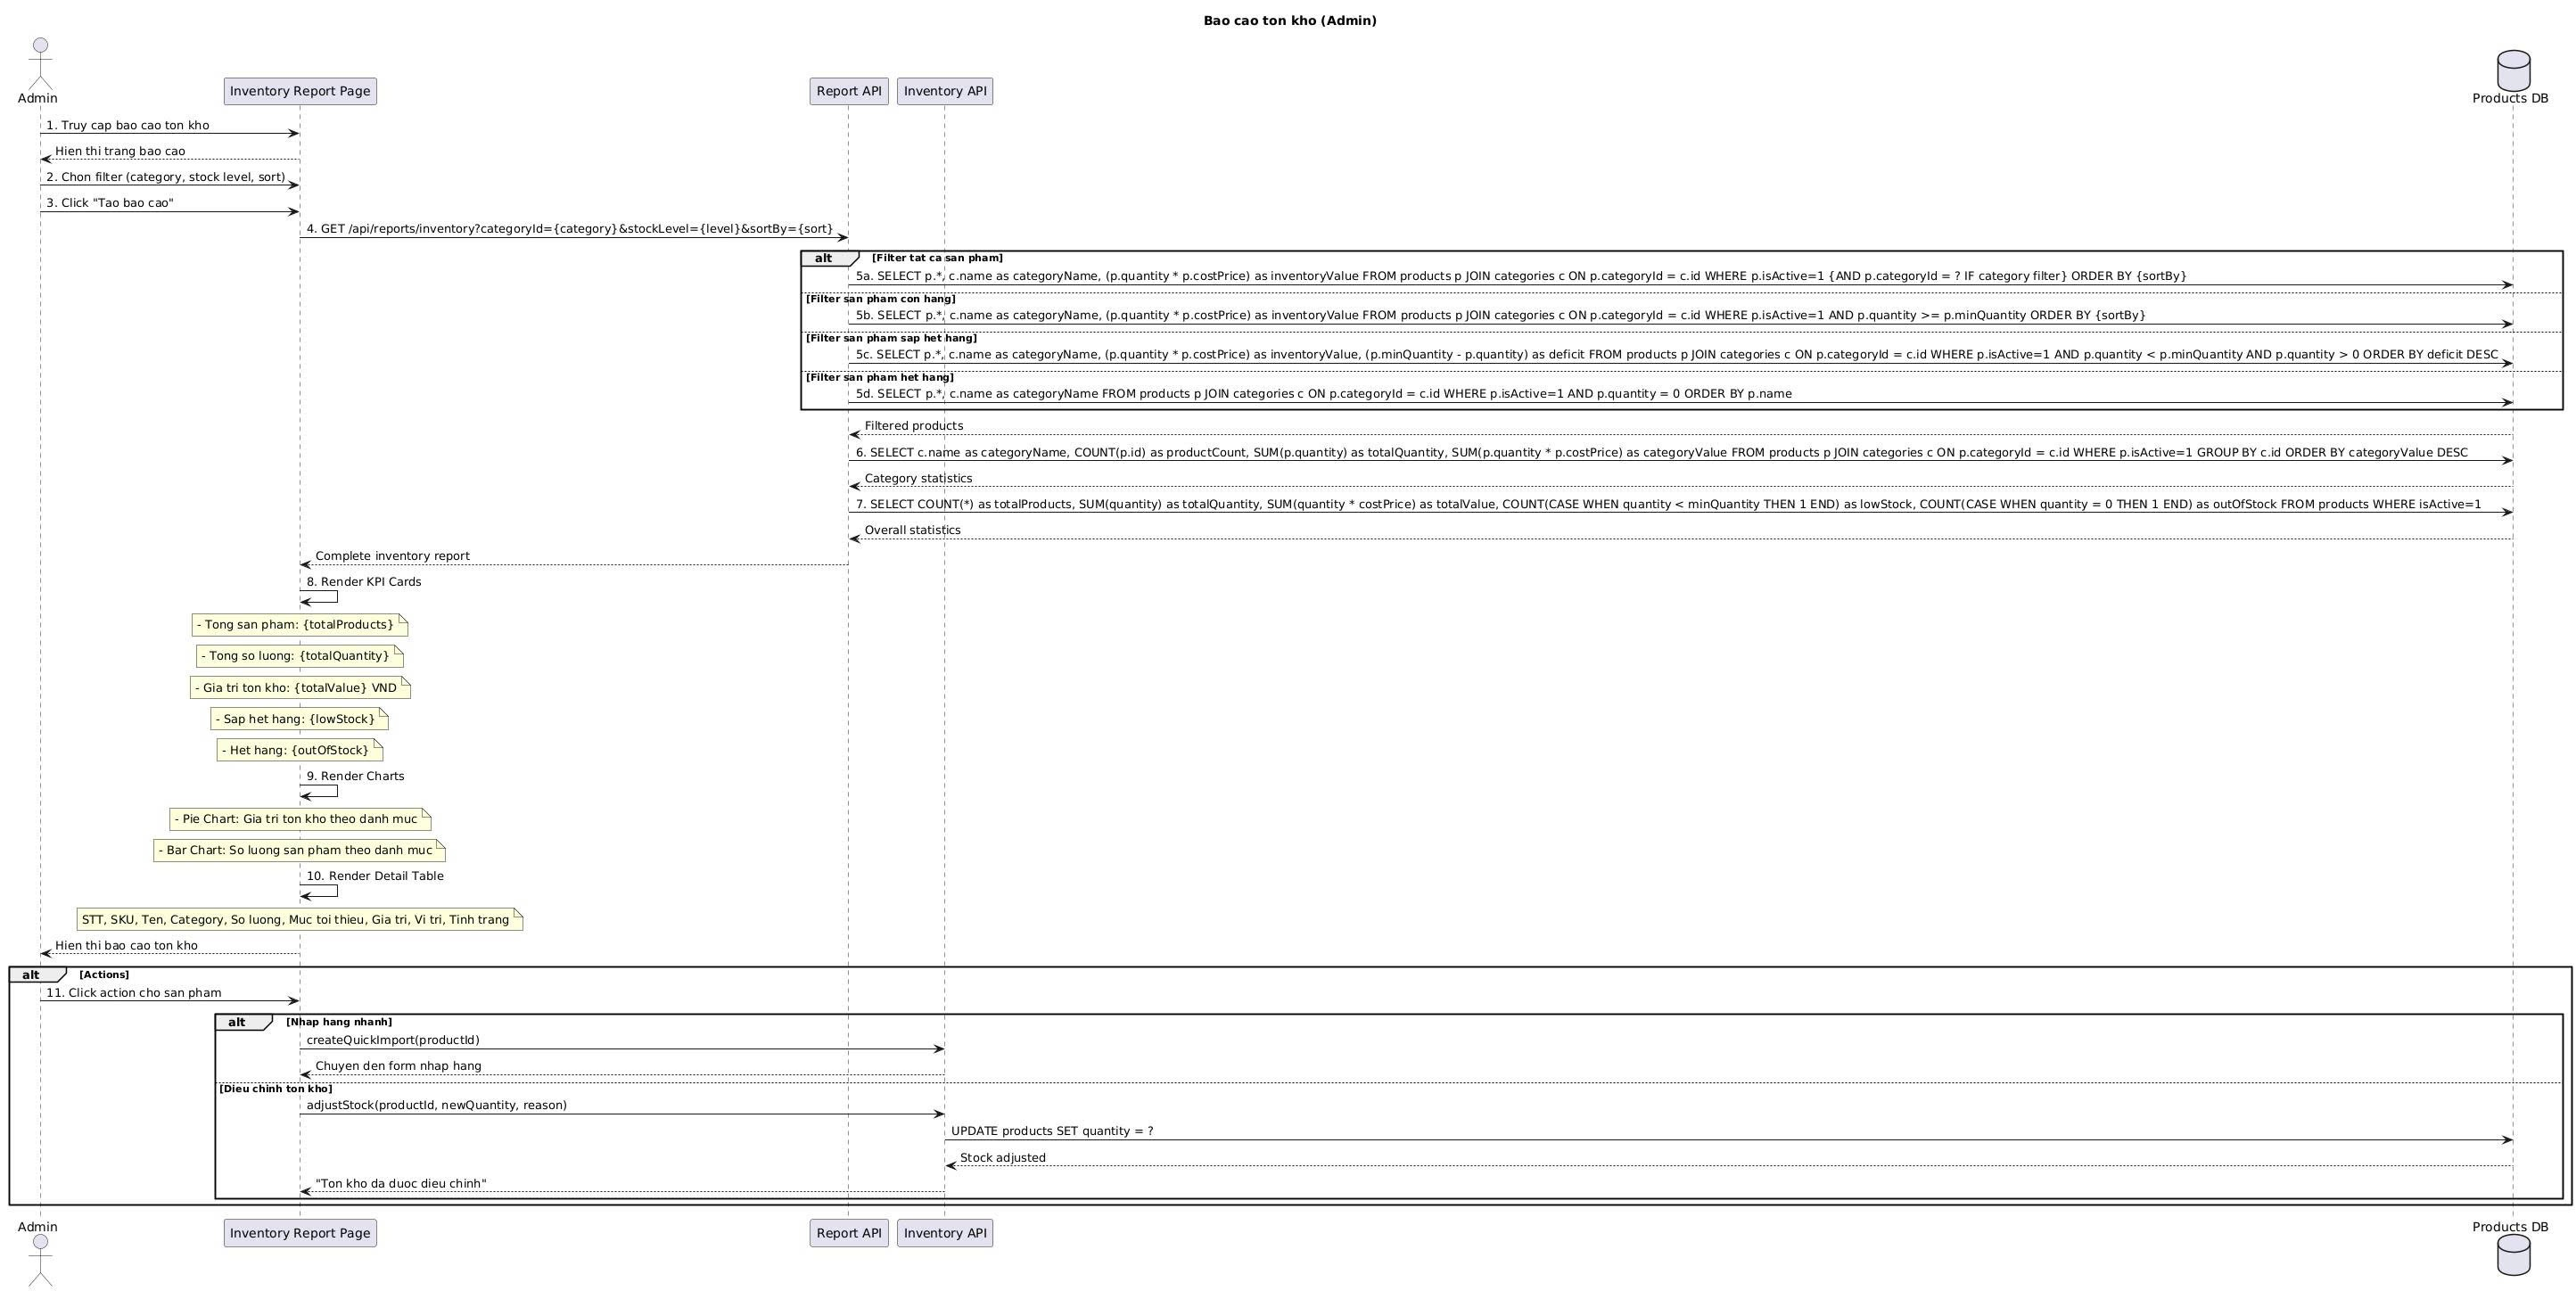 Bao cao ton kho (Admin)
Admin
Inventory Report Page
Report API
Inventory API
Products DB
1. Truy cap bao cao ton kho
Hien thi trang bao cao
2. Chon filter (category, stock level, sort)
3. Click "Tao bao cao"
4. GET /api/reports/inventory?categoryId={category}&stockLevel={level}&sortBy={sort}
alt [Filter tat ca san pham]
5a. SELECT p.*, c.name as categoryName, (p.quantity * p.costPrice) as inventoryValue FROM products p JOIN categories c ON p.categoryId = c.id WHERE p.isActive=1 {AND p.categoryId = ? IF category filter} ORDER BY {sortBy}
[Filter san pham con hang]
5b. SELECT p.*, c.name as categoryName, (p.quantity * p.costPrice) as inventoryValue FROM products p JOIN categories c ON p.categoryId = c.id WHERE p.isActive=1 AND p.quantity >= p.minQuantity ORDER BY {sortBy}
[Filter san pham sap het hang]
5c. SELECT p.*, c.name as categoryName, (p.quantity * p.costPrice) as inventoryValue, (p.minQuantity - p.quantity) as deficit FROM products p JOIN categories c ON p.categoryId = c.id WHERE p.isActive=1 AND p.quantity < p.minQuantity AND p.quantity > 0 ORDER BY deficit DESC
[Filter san pham het hang]
5d. SELECT p.*, c.name as categoryName FROM products p JOIN categories c ON p.categoryId = c.id WHERE p.isActive=1 AND p.quantity = 0 ORDER BY p.name
Filtered products
6. SELECT c.name as categoryName, COUNT(p.id) as productCount, SUM(p.quantity) as totalQuantity, SUM(p.quantity * p.costPrice) as categoryValue FROM products p JOIN categories c ON p.categoryId = c.id WHERE p.isActive=1 GROUP BY c.id ORDER BY categoryValue DESC
Category statistics
7. SELECT COUNT(*) as totalProducts, SUM(quantity) as totalQuantity, SUM(quantity * costPrice) as totalValue, COUNT(CASE WHEN quantity < minQuantity THEN 1 END) as lowStock, COUNT(CASE WHEN quantity = 0 THEN 1 END) as outOfStock FROM products WHERE isActive=1
Overall statistics
Complete inventory report
8. Render KPI Cards
- Tong san pham: {totalProducts}
- Tong so luong: {totalQuantity}
- Gia tri ton kho: {totalValue} VND
- Sap het hang: {lowStock}
- Het hang: {outOfStock}
9. Render Charts
- Pie Chart: Gia tri ton kho theo danh muc
- Bar Chart: So luong san pham theo danh muc
10. Render Detail Table
STT, SKU, Ten, Category, So luong, Muc toi thieu, Gia tri, Vi tri, Tinh trang
Hien thi bao cao ton kho
alt [Actions]
11. Click action cho san pham
alt [Nhap hang nhanh]
createQuickImport(productId)
Chuyen den form nhap hang
[Dieu chinh ton kho]
adjustStock(productId, newQuantity, reason)
UPDATE products SET quantity = ?
Stock adjusted
"Ton kho da duoc dieu chinh"
Admin
Inventory Report Page
Report API
Inventory API
Products DB